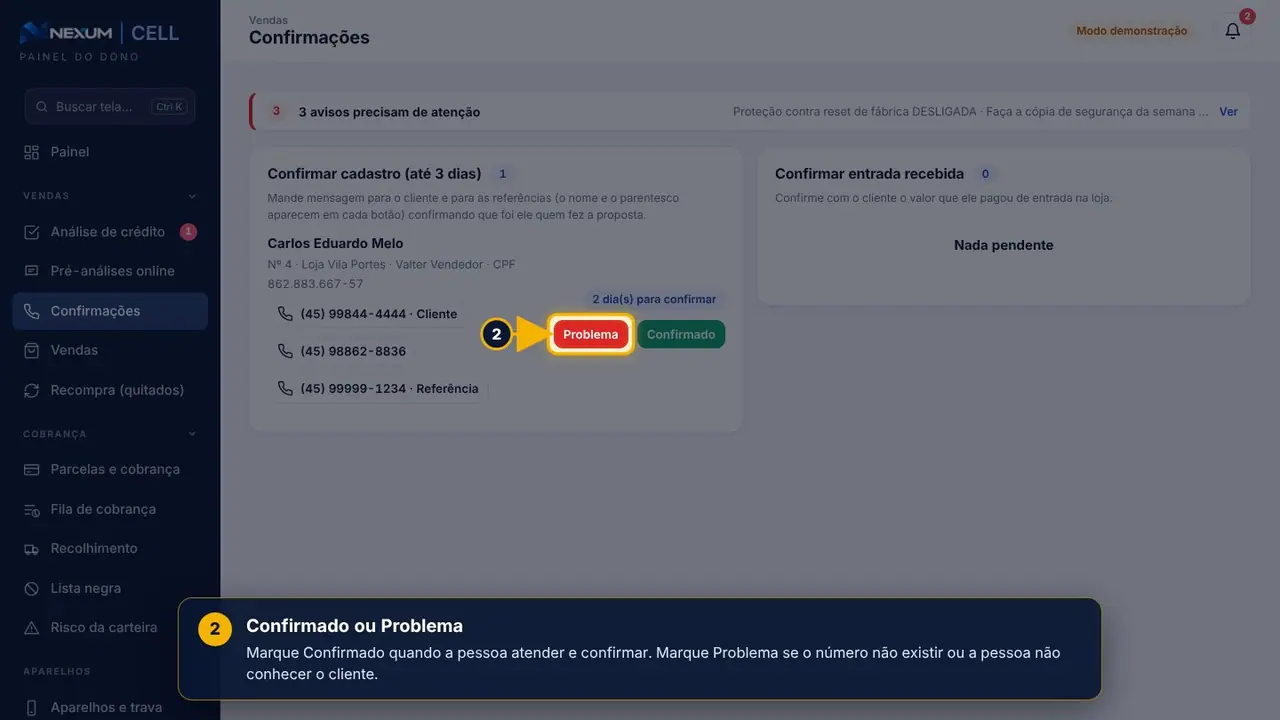 NEXUM | CELL
PAINEL DO DONO
Buscar tela... Ctrl K
Painel
VENDAS
Análise de crédito 1
Pré-análises online
Confirmações
Vendas
Recompra (quitados)
COBRANÇA
Parcelas e cobrança
Fila de cobrança
Recolhimento
Lista negra
Risco da carteira
APARELHOS
Aparelhos e trava
Vendas
Confirmações
Modo demonstração
2
3 3 avisos precisam de atenção
Proteção contra reset de fábrica DESLIGADA · Faça a cópia de segurança da semana ... Ver
Confirmar cadastro (até 3 dias) 1
Mande mensagem para o cliente e para as referências (o nome e o parentesco
aparecem em cada botão) confirmando que foi ele quem fez a proposta.
Carlos Eduardo Melo
Nº 4 · Loja Vila Portes · Valter Vendedor · CPF
862.883.667-57
2 dia(s) para confirmar
(45) 99844-4444 · Cliente
2 Problema Confirmado
(45) 98862-8836
(45) 99999-1234 · Referência
Confirmar entrada recebida 0
Confirme com o cliente o valor que ele pagou de entrada na loja.
Nada pendente
2 Confirmado ou Problema
Marque Confirmado quando a pessoa atender e confirmar. Marque Problema se o número não existir ou a pessoa não
conhecer o cliente.